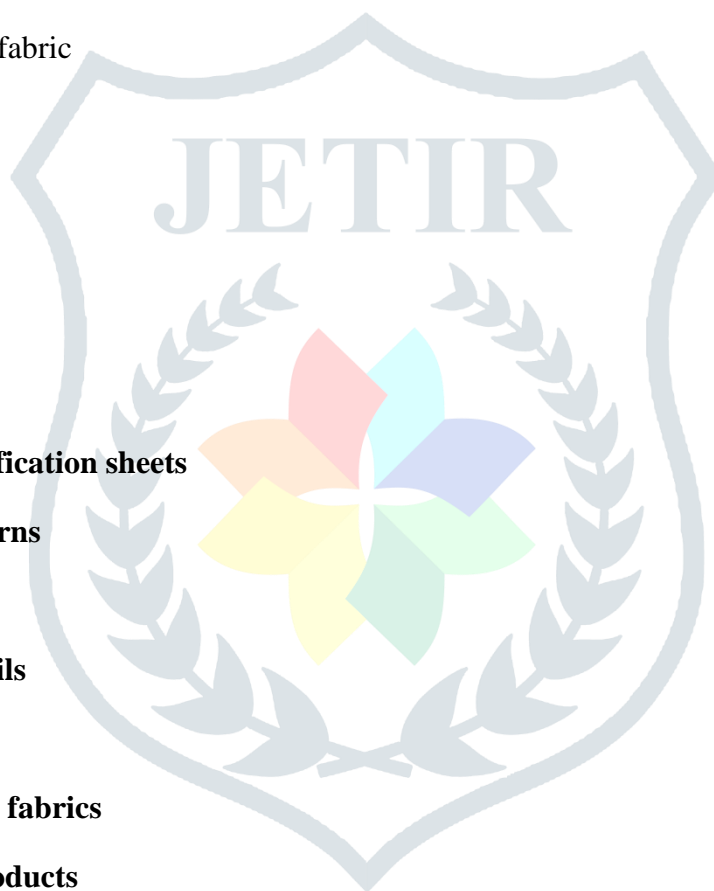 fabric
JETIR
fication sheets
rns
ils
fabrics
oducts